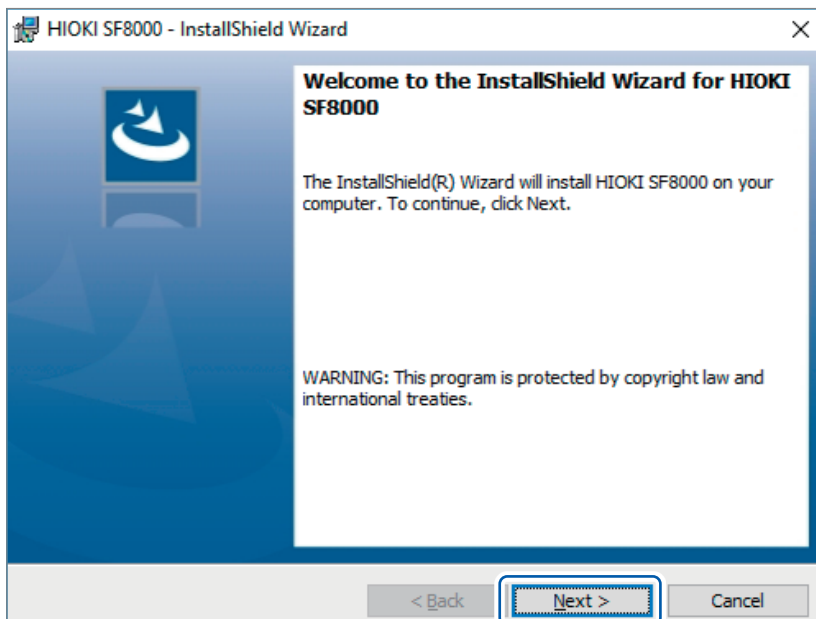 HIOKI SF8000 - InstallShield Wizard
Welcome to the InstallShield Wizard for HIOKI
SF8000
The InstallShield(R) Wizard will install HIOKI SF8000 on your
computer. To continue, click Next.
WARNING: This program is protected by copyright law and
international treaties.
< Back Next > Cancel